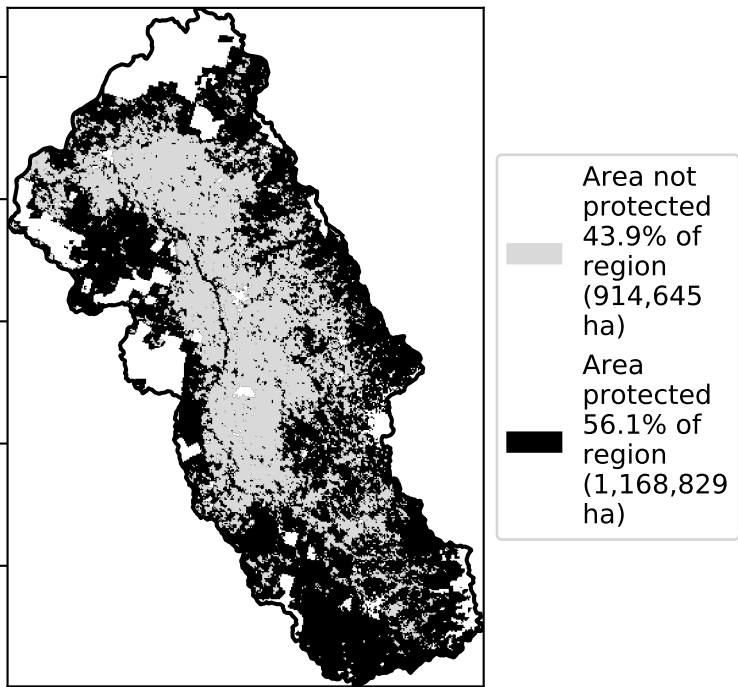 Area not
protected
43.9% of
region
(914,645
ha)
Area
protected
56.1% of
region
(1,168,829
ha)